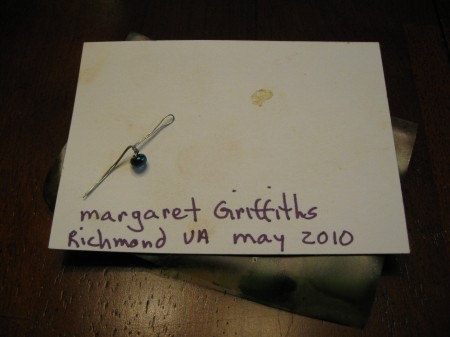 margaret Griffiths
Richmond VA may 2010